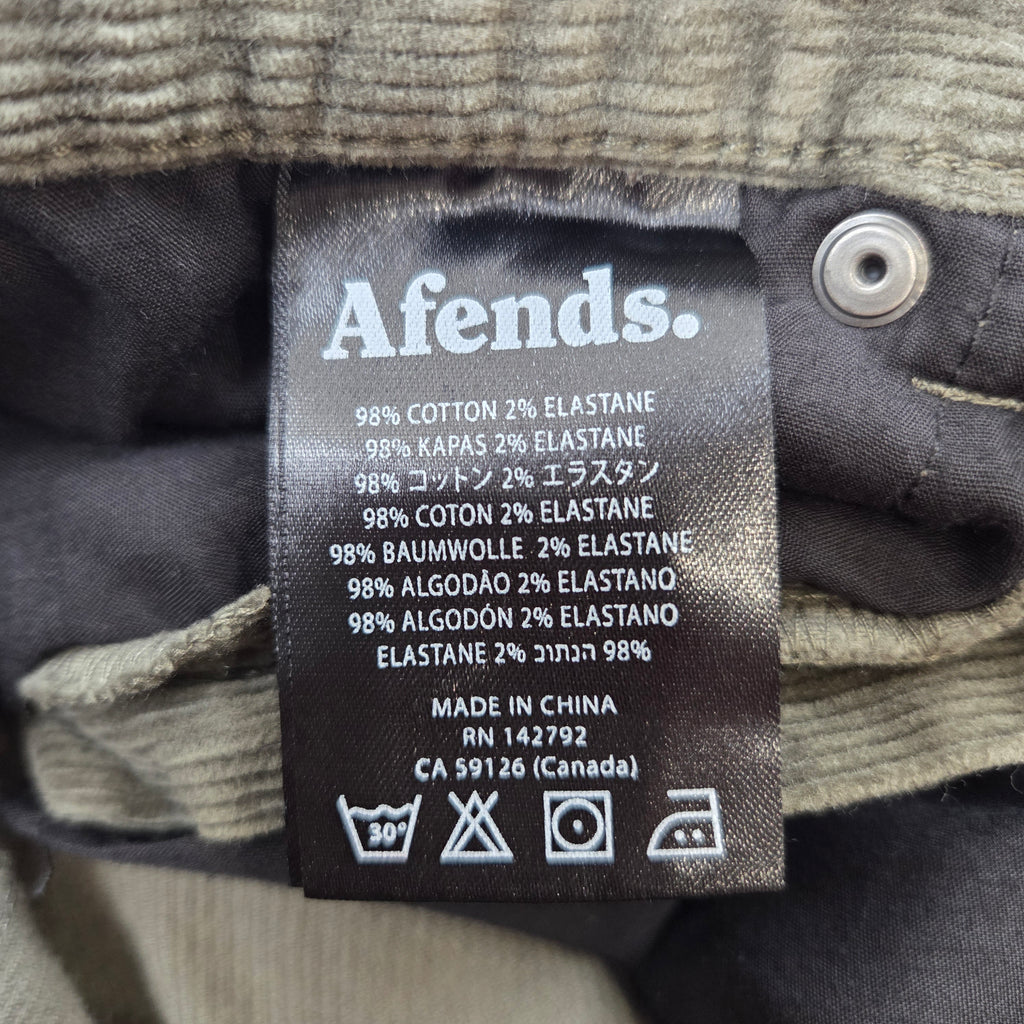 Afends.
98% COTTON 2% ELASTANE
98% KAPAS 2% ELASTANE
98% コットン 2% エラスタン
98% COTON 2% ELASTANE
98% BAUMWOLLE 2% ELASTANE
98% ALGODÃO 2% ELASTANO
98% ALGODÓN 2% ELASTANO
ELASTANE 2% הנתוכ 98%
MADE IN CHINA
RN 142792
CA 59126 (Canada)
30°